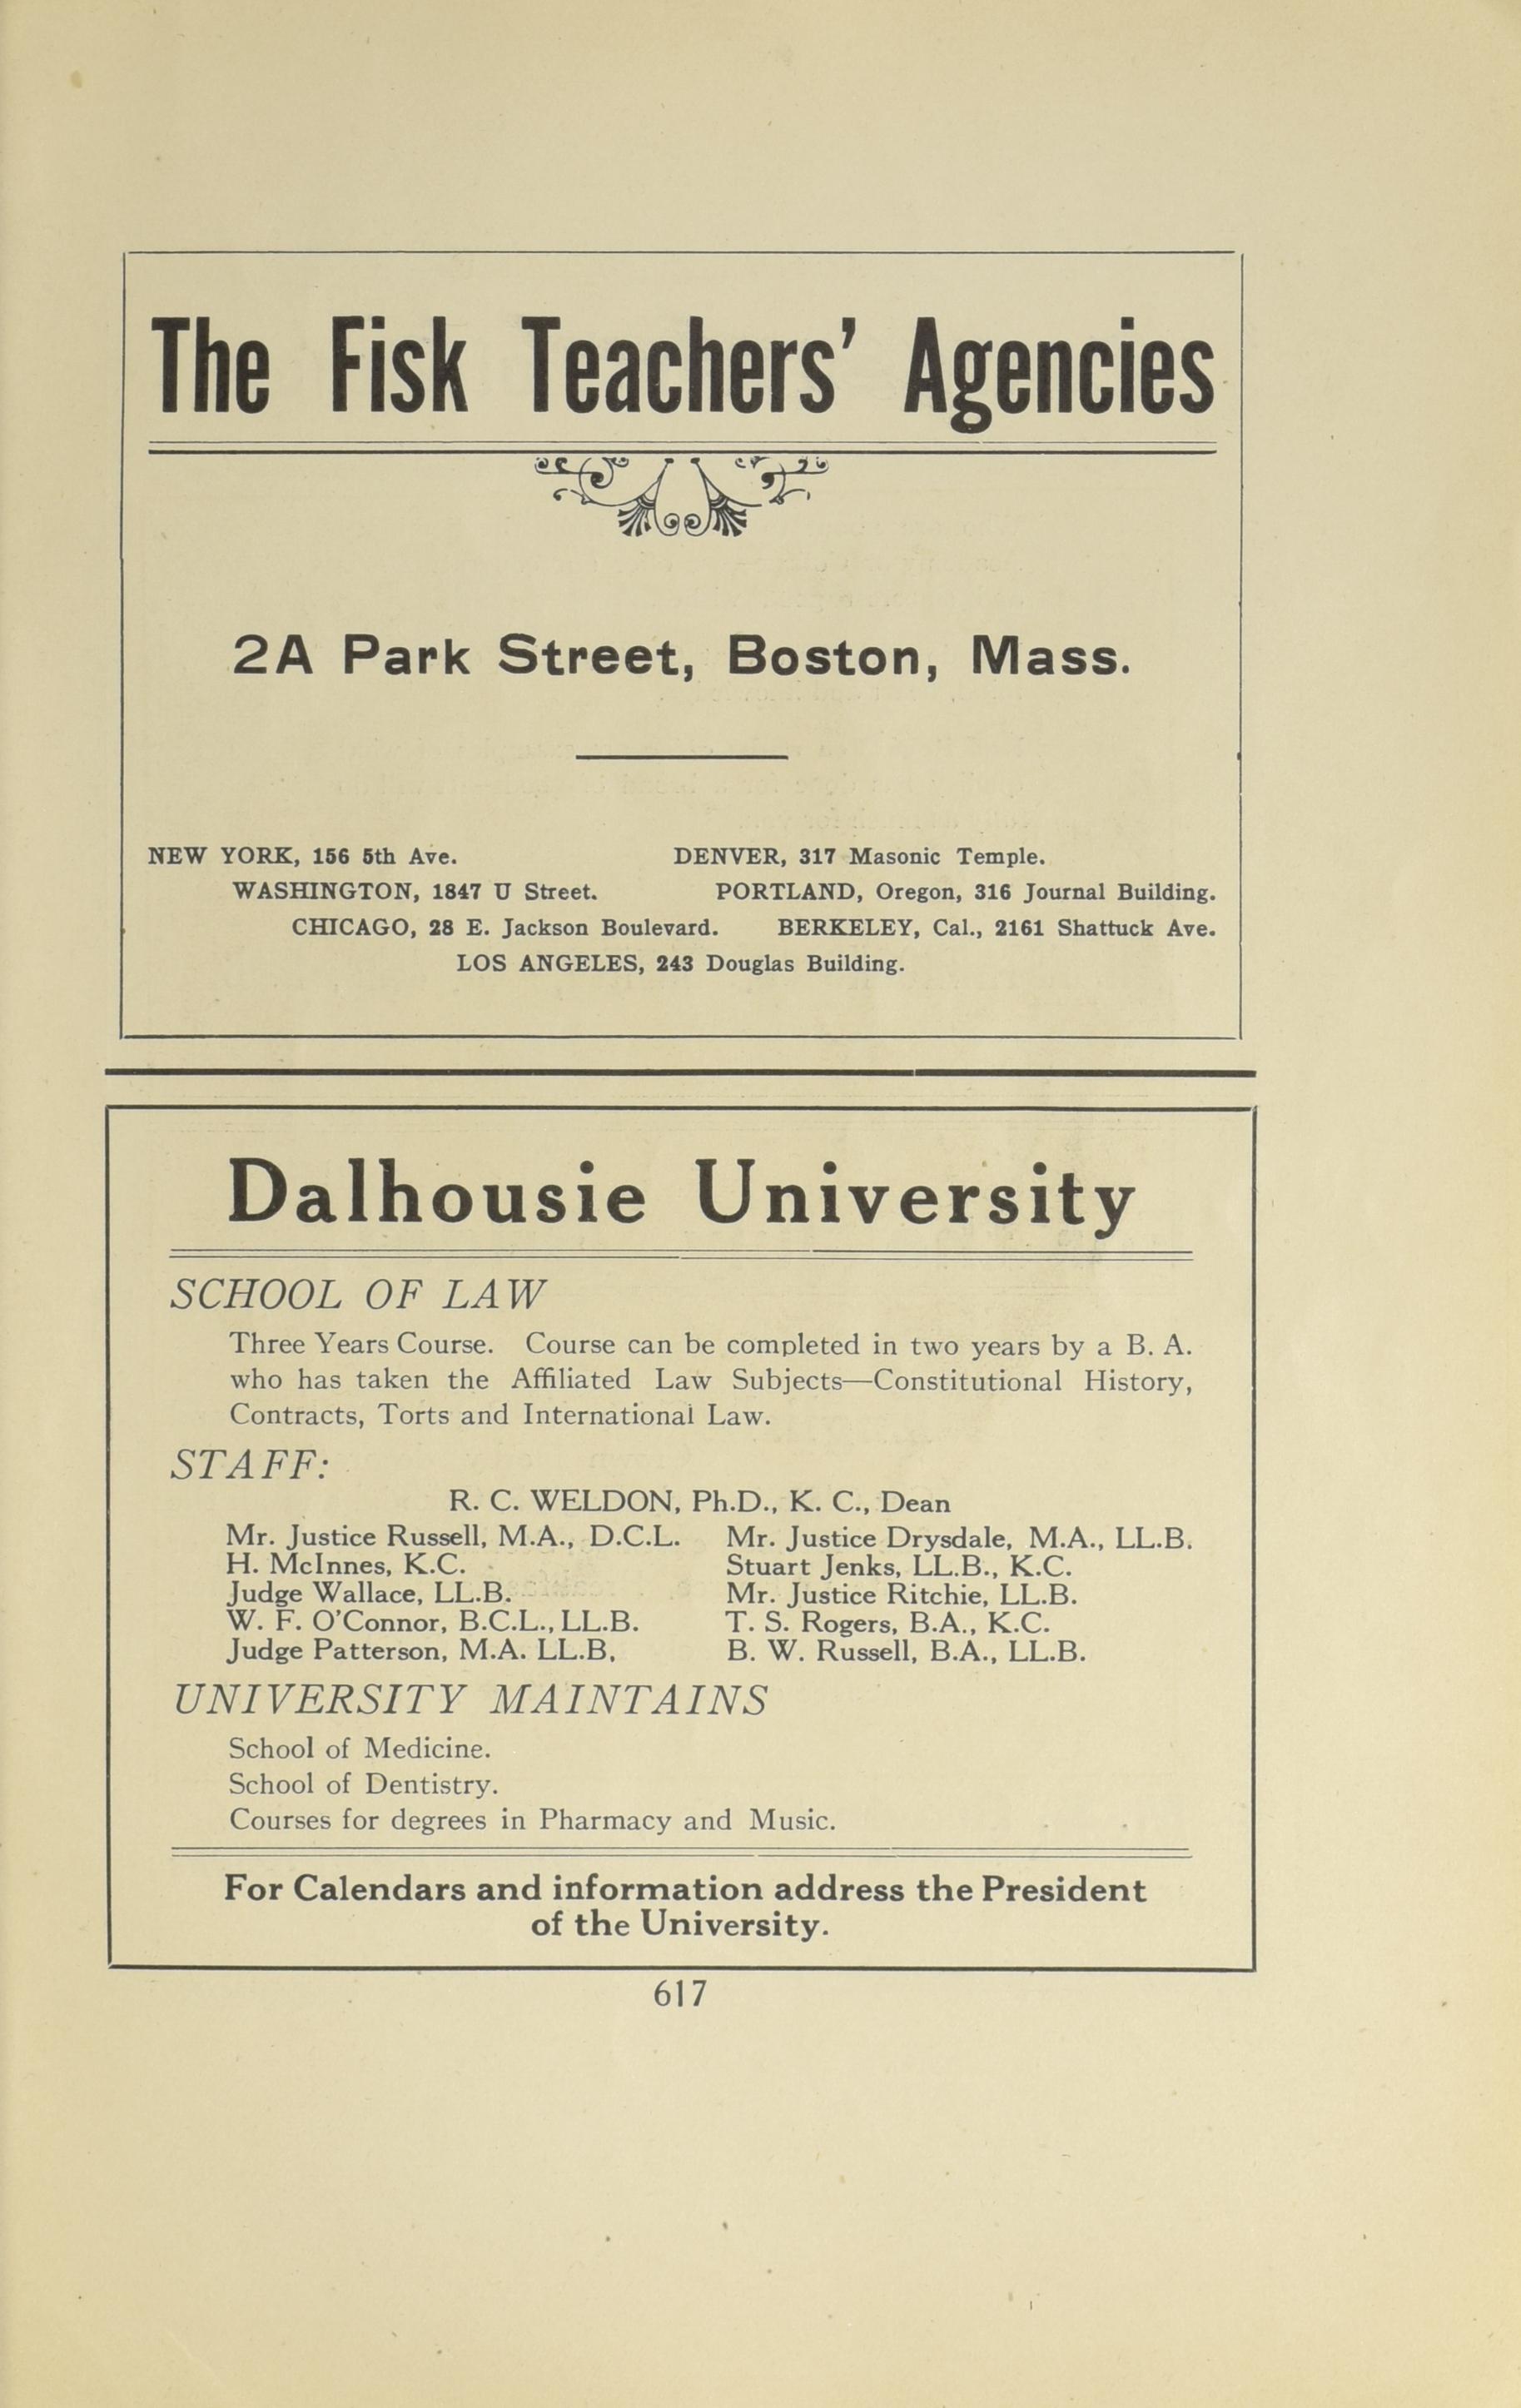 The Fisk Teachers' Agencies
2A Park Street, Boston, Mass.
NEW YORK, 156 5th Ave. DENVER, 317 Masonic Temple.
WASHINGTON, 1847 U Street. PORTLAND, Oregon, 316 Journal Building.
CHICAGO, 28 E. Jackson Boulevard. BERKELEY, Cal., 2161 Shattuck Ave.
LOS ANGELES, 243 Douglas Building.
Dalhousie University
SCHOOL OF LAW
Three Years Course. Course can be completed in two years by a B. A.
who has taken the Affiliated Law Subjects—Constitutional History,
Contracts, Torts and International Law.
STAFF:
R. C. WELDON, Ph.D., K. C., Dean
Mr. Justice Russell, M.A., D.C.L. Mr. Justice Drysdale, M.A., LL.B.
H. McInnes, K.C. Stuart Jenks, LL.B., K.C.
Judge Wallace, LL.B. Mr. Justice Ritchie, LL.B.
W. F. O'Connor, B.C.L., LL.B. T. S. Rogers, B.A., K.C.
Judge Patterson, M.A. LL.B, B. W. Russell, B.A., LL.B.
UNIVERSITY MAINTAINS
School of Medicine.
School of Dentistry.
Courses for degrees in Pharmacy and Music.
For Calendars and information address the President
of the University.
617